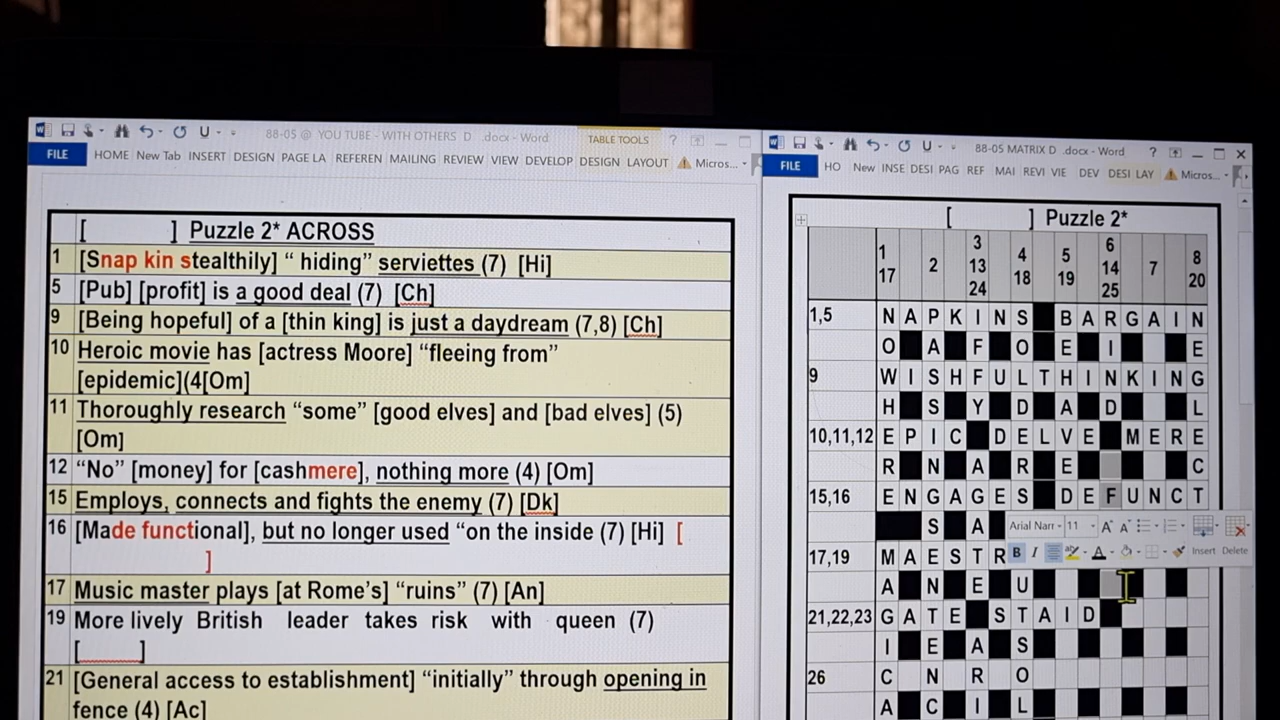 88-05 @ YOU TUBE - WITH OTHERS D .docx - Word
TABLE TOOLS
FILE HOME New Tab INSERT DESIGN PAGE LA REFEREN MAILING REVIEW VIEW DEVELOP DESIGN LAYOUT Micros...
[ ] Puzzle 2* ACROSS
1 [Snap kin stealthily] “ hiding” serviettes (7) [Hi]
5 [Pub] [profit] is a good deal (7) [Ch]
9 [Being hopeful] of a [thin king] is just a daydream (7,8) [Ch]
10 Heroic movie has [actress Moore] “fleeing from”
[epidemic](4[Om]
11 Thoroughly research “some” [good elves] and [bad elves] (5)
[Om]
12 “No” [money] for [cashmere], nothing more (4) [Om]
15 Employs, connects and fights the enemy (7) [Dk]
16 [Made functional], but no longer used “on the inside (7) [Hi] [
]
17 Music master plays [at Rome’s] “ruins” (7) [An]
19 More lively British leader takes risk with queen (7)
[ ]
21 [General access to establishment] “initially” through opening in
fence (4) [Ac]
88-05 MATRIX D .docx - Word
FILE HO New INSE DESI PAG REF MAI REVI VIE DEV DESI LAY Micros...
[ ] Puzzle 2*
1 2 3 4 5 6 7 8
17 13 18 19 14 20
24 25
1,5 N A P K I N S B A R G A I N
O A F O E I E
9 W I S H F U L T H I N K I N G
H S Y D A D L
10,11,12 E P I C D E L V E M E R E
R N A R E C
15,16 E N G A G E S D E F U N C T
S A
Arial Narr 11
B I A Insert Delete
17,19 M A E S T R
A N E U
21,22,23 G A T E S T A I D
I E A S
26 C N R O
A C I L